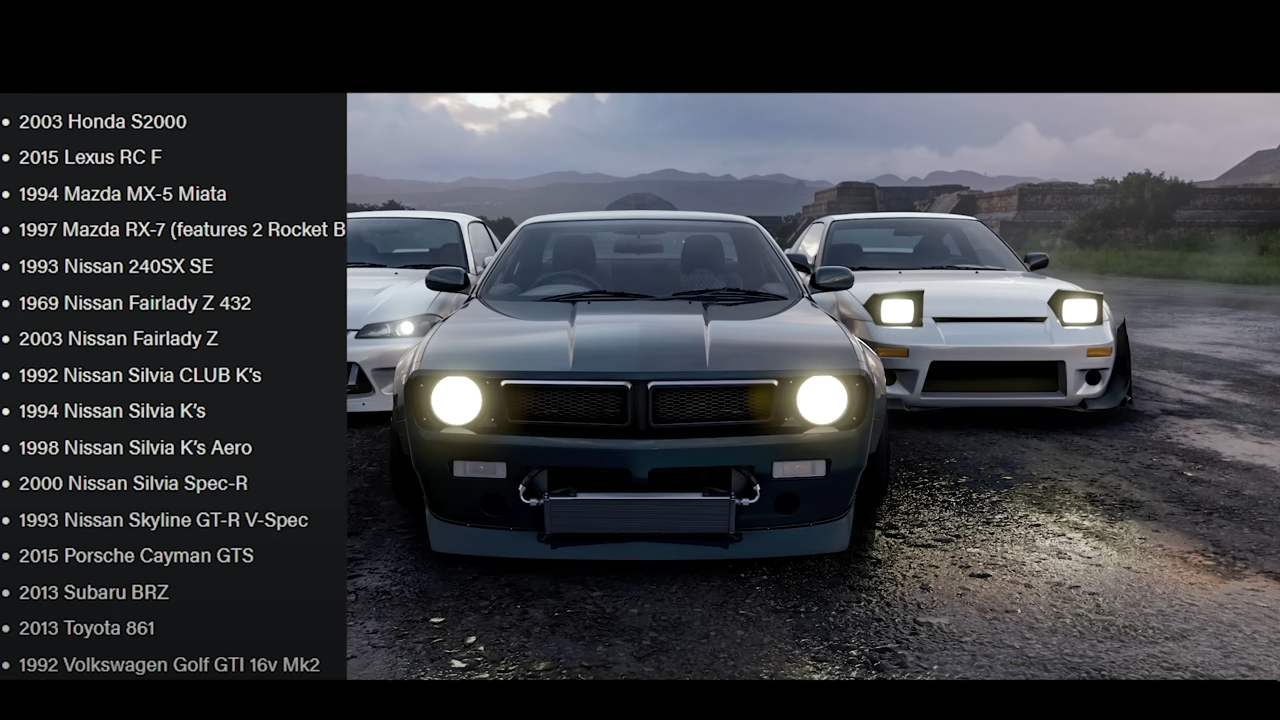 • 2003 Honda S2000
• 2015 Lexus RC F
• 1994 Mazda MX-5 Miata
• 1997 Mazda RX-7 (features 2 Rocket B
• 1993 Nissan 240SX SE
• 1969 Nissan Fairlady Z 432
• 2003 Nissan Fairlady Z
• 1992 Nissan Silvia CLUB K's
• 1994 Nissan Silvia K's
• 1998 Nissan Silvia K's Aero
• 2000 Nissan Silvia Spec-R
• 1993 Nissan Skyline GT-R V-Spec
• 2015 Porsche Cayman GTS
• 2013 Subaru BRZ
• 2013 Toyota 861
• 1992 Volkswagen Golf GTI 16v Mk2